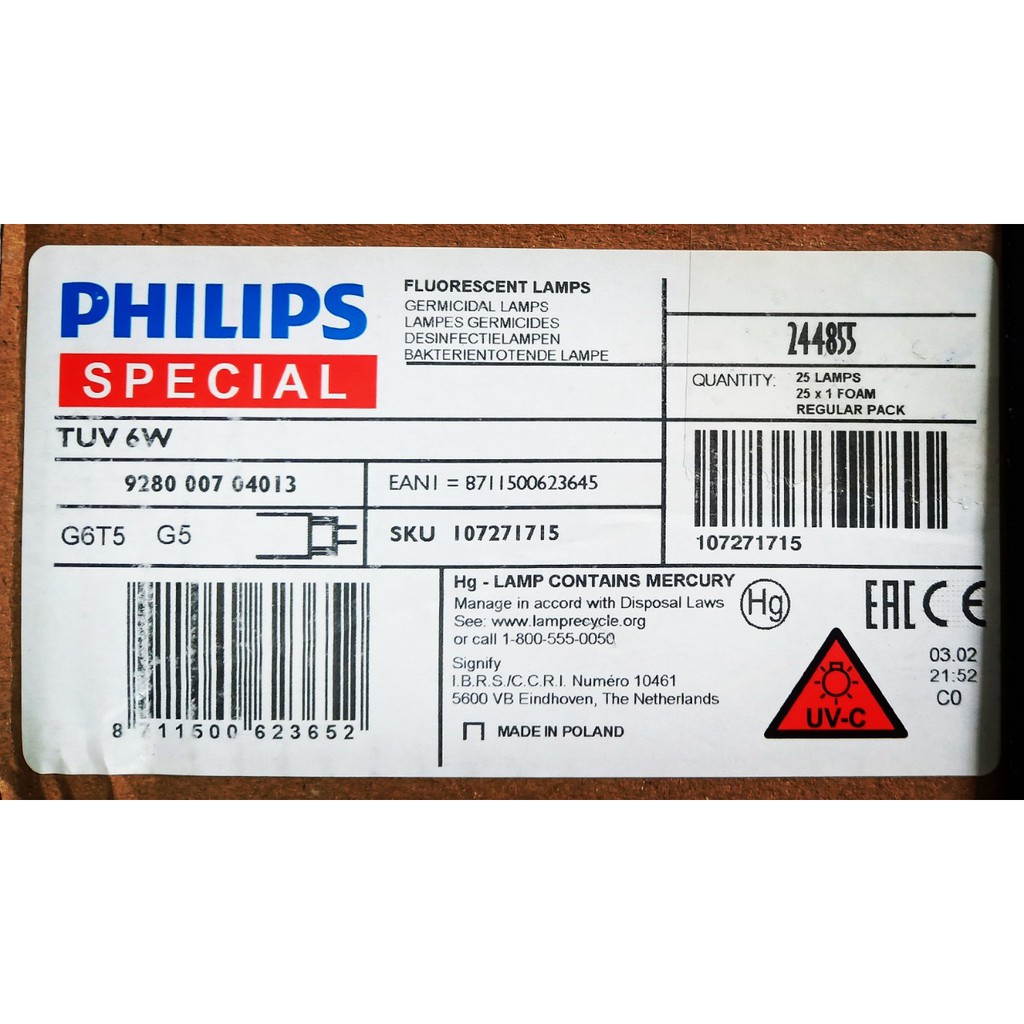 PHILIPS
SPECIAL
FLUORESCENT LAMPS
GERMICIDAL LAMPS
LAMPES GERMICIDES
DESINFECTIELAMPEN
BAKTERIENTOTENDE LAMPE
244855
QUANTITY: 25 LAMPS
25 x 1 FOAM
REGULAR PACK
TUV 6W
9280 007 04013
EAN1 = 8711500623645
G6T5 G5
SKU 107271715
107271715
8 711500 623652
Hg - LAMP CONTAINS MERCURY
Manage in accord with Disposal Laws
See: www.lamprecycle.org
or call 1-800-555-0050
Hg
Signify
I.B.R.S./C.C.R.I. Numéro 10461
5600 VB Eindhoven, The Netherlands
MADE IN POLAND
EAC CE
UV-C
03.02
21:52
C0